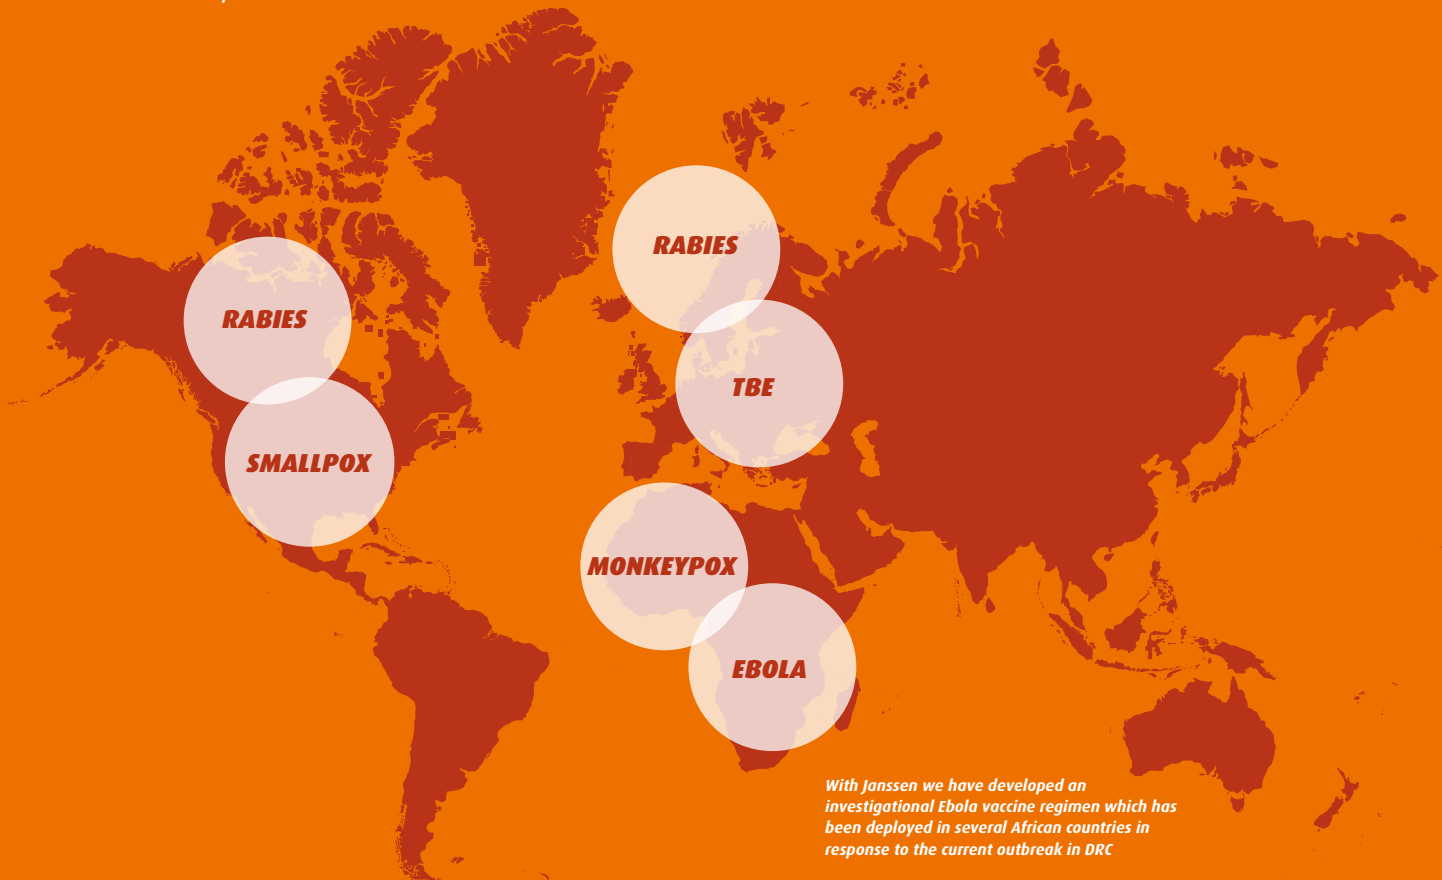 RABIES
RABIES
TBE
SMALLPOX
MONKEYPOX
EBOLA
With Janssen we have developed an
investigational Ebola vaccine regimen which has
been deployed in several African countries in
response to the current outbreak in DRC